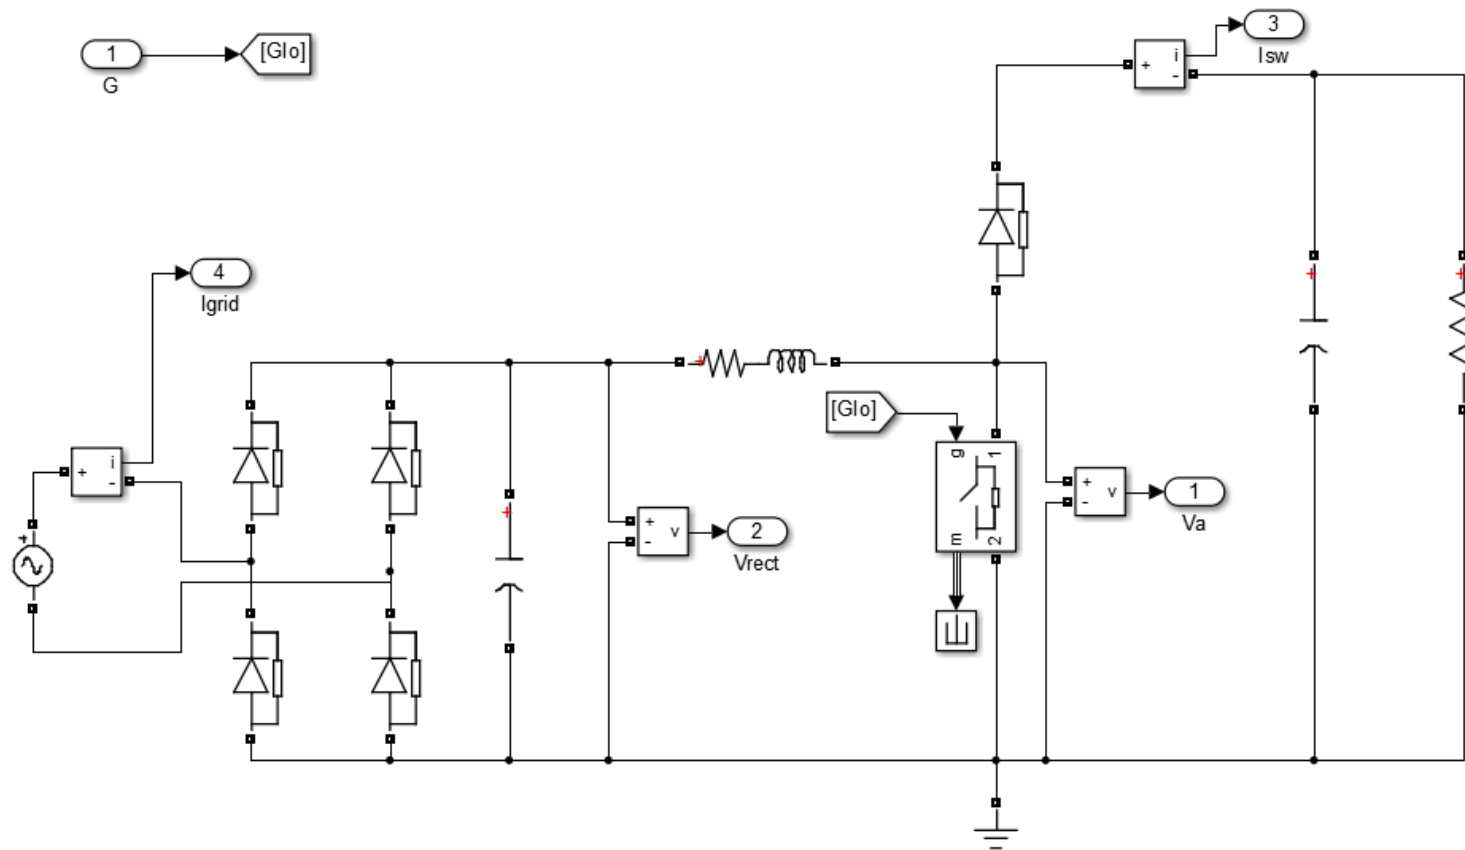 1
G
[Glo]
3
Isw
i
+
-
4
Igrid
i
+
-
+
+
+
+
+
[Glo]
g
1
m
2
+
-
v
2
Vrect
+
-
v
1
Va